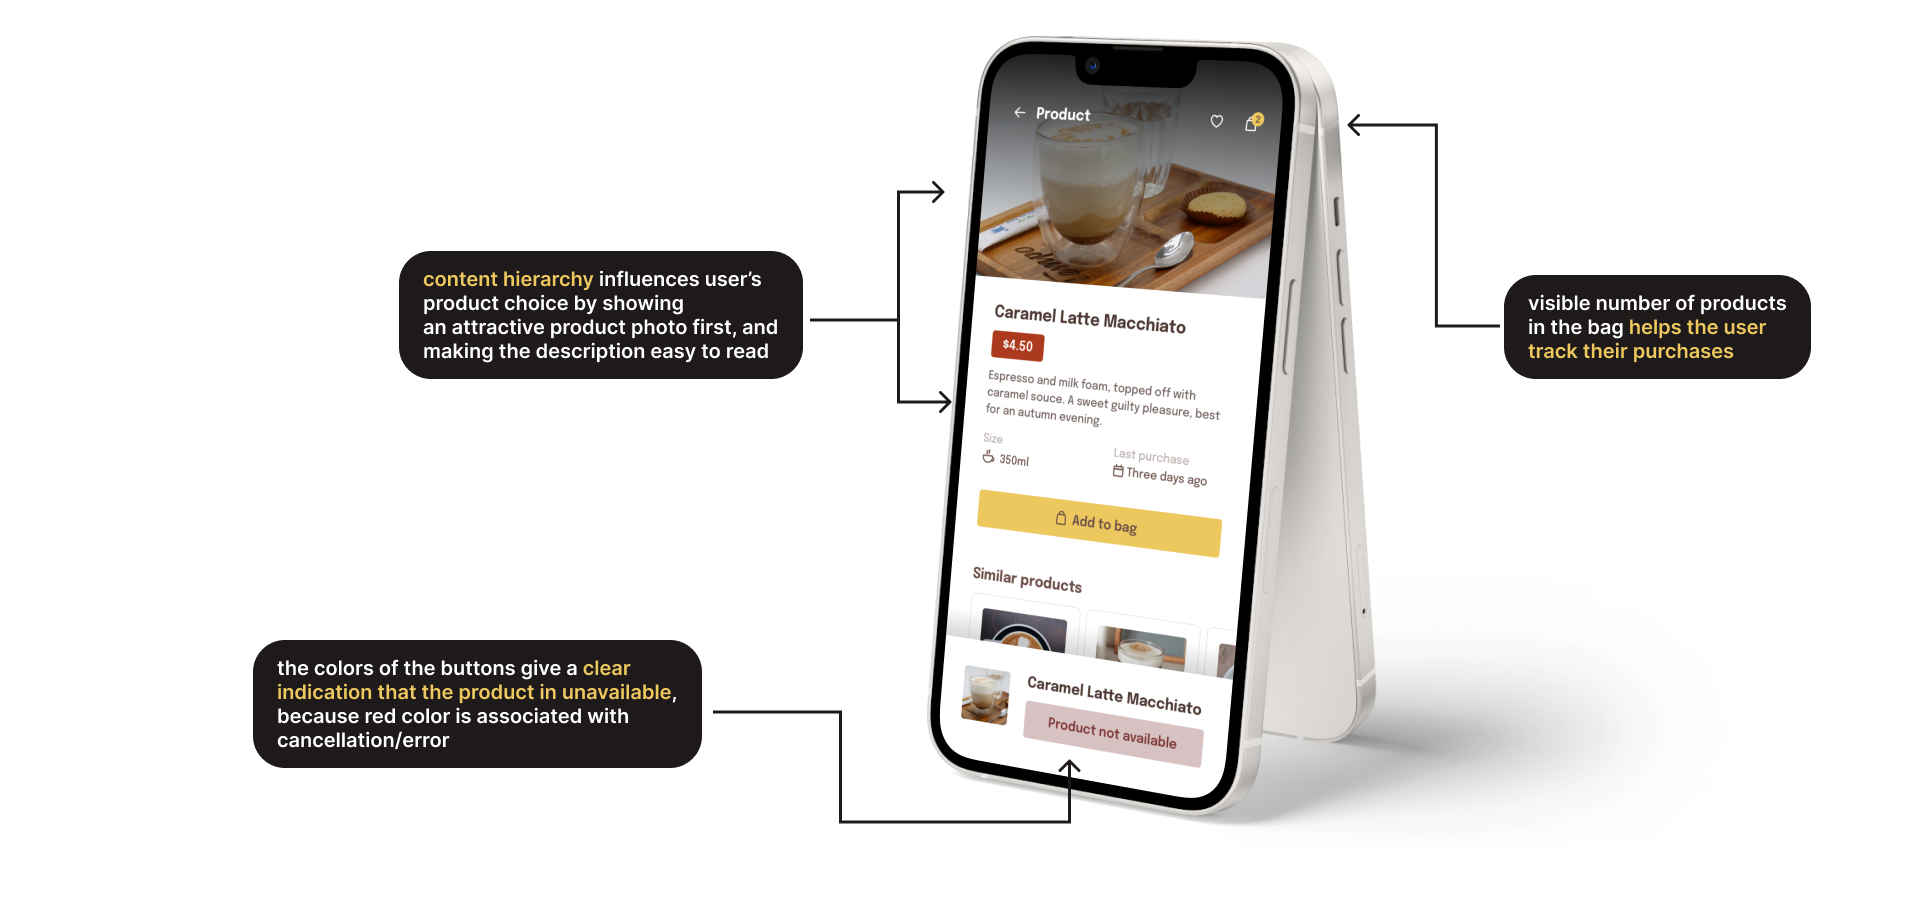 Product
2
content hierarchy influences user’s
product choice by showing
an attractive product photo first, and
making the description easy to read
visible number of products
in the bag helps the user
track their purchases
Caramel Latte Macchiato
$4.50
Espresso and milk foam, topped off with
caramel souce. A sweet guilty pleasure, best
for an autumn evening.
Size
350ml
Last purchase
Three days ago
Add to bag
Similar products
the colors of the buttons give a clear
indication that the product in unavailable,
because red color is associated with
cancellation/error
Caramel Latte Macchiato
Product not available